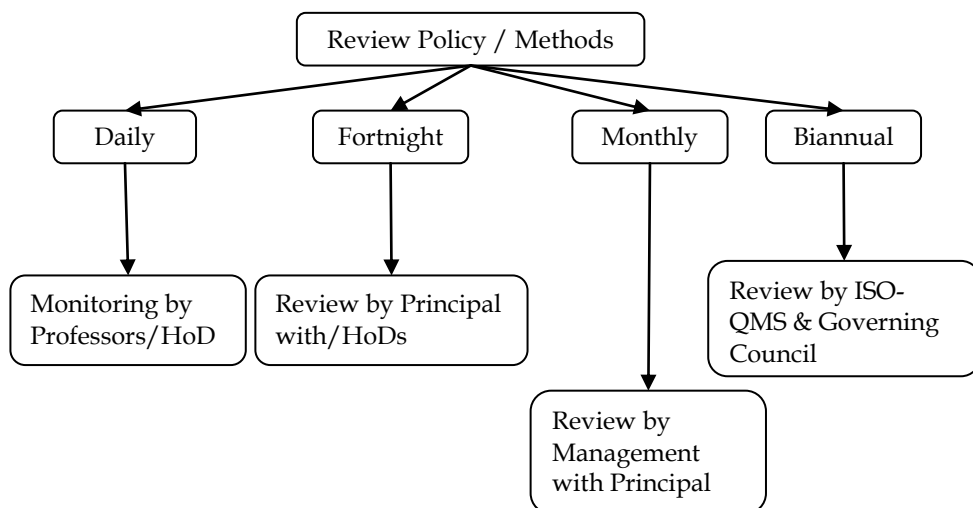 Review Policy / Methods
Daily
Fortnight
Monthly
Biannual
Monitoring by
Professors/HoD
Review by Principal
with/HoDs
Review by ISO-
QMS & Governing
Council
Review by
Management
with Principal